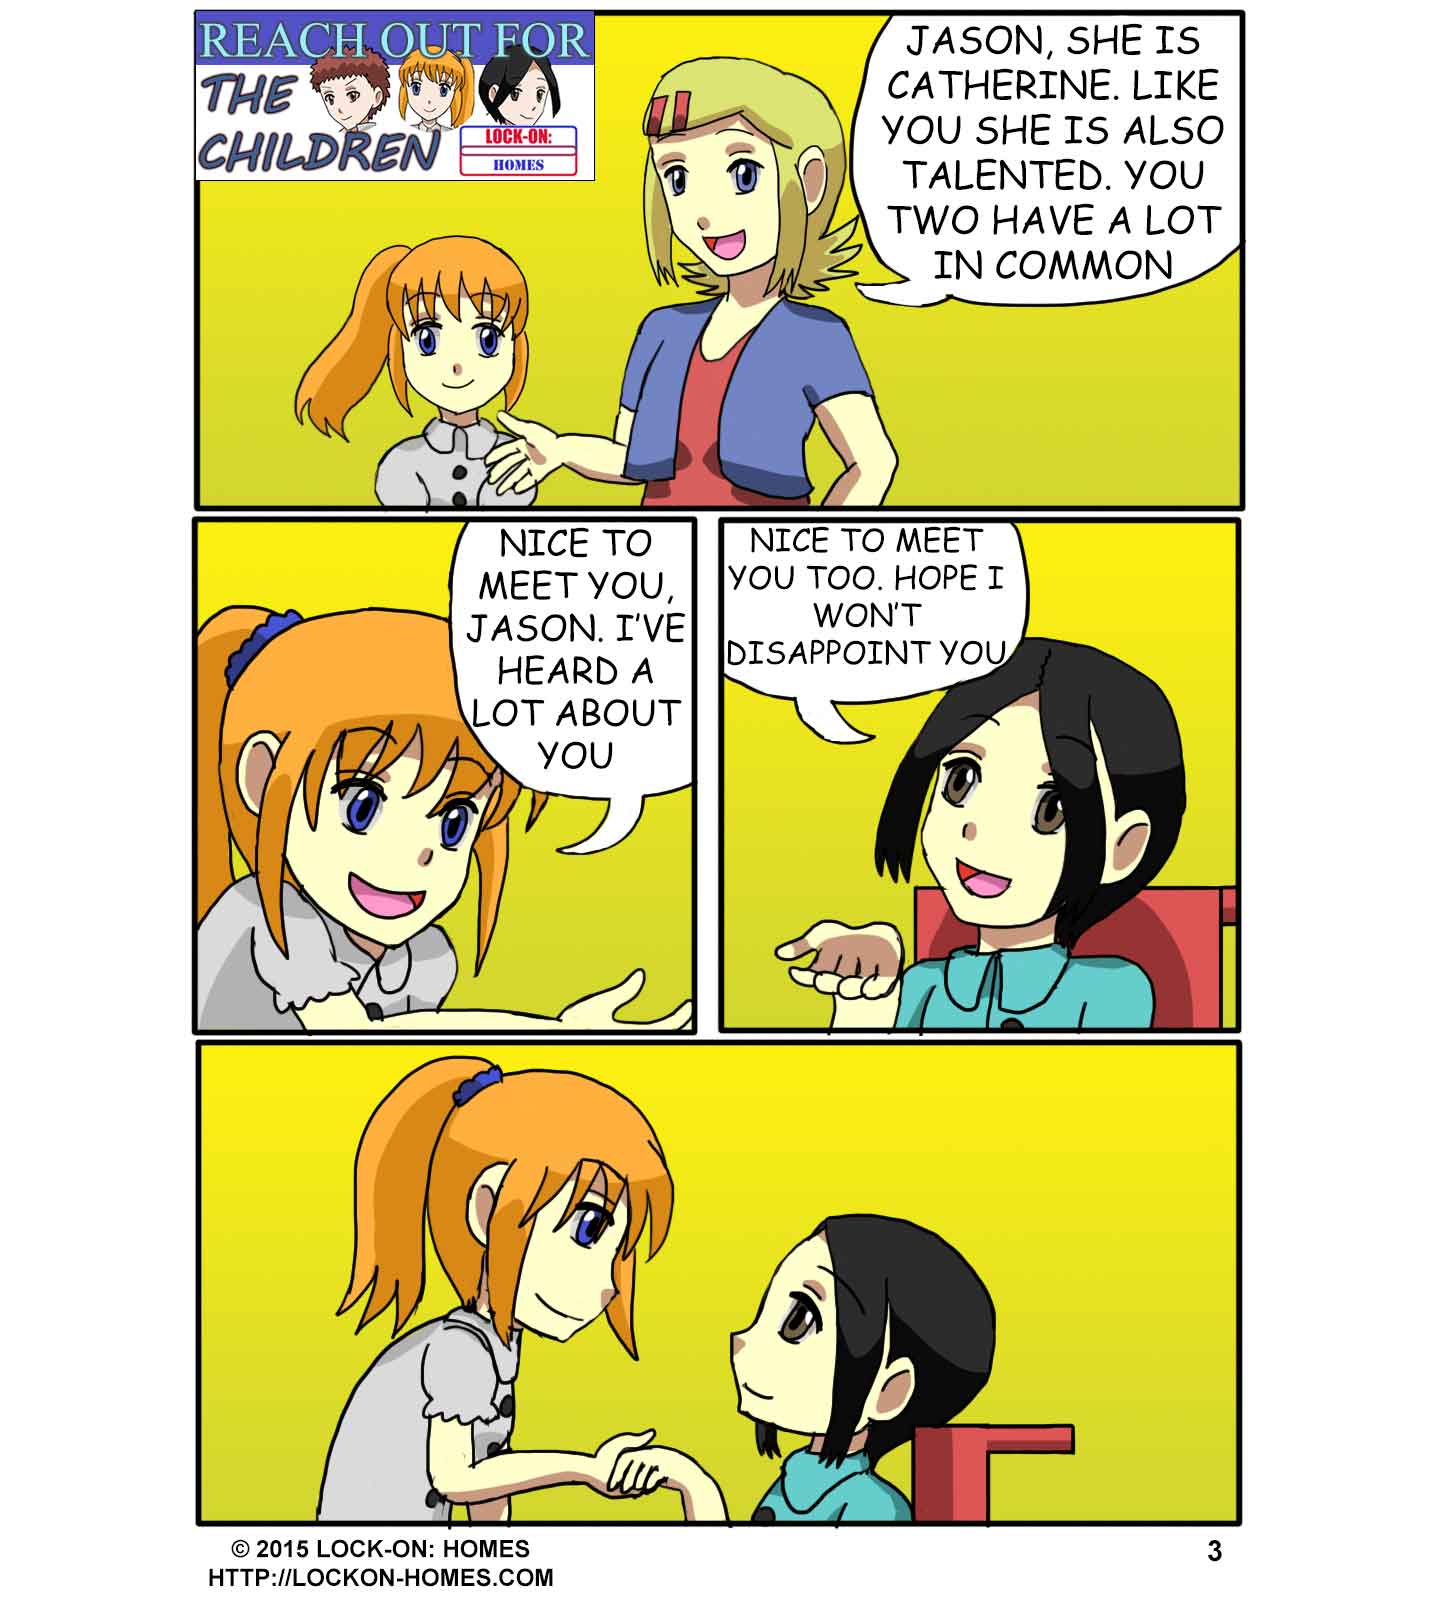 REACH OUT FOR
THE
CHILDREN
LOCK-ON:
HOMES
JASON, SHE IS
CATHERINE. LIKE
YOU SHE IS ALSO
TALENTED. YOU
TWO HAVE A LOT
IN COMMON
NICE TO
MEET YOU,
JASON. I'VE
HEARD A
LOT ABOUT
YOU
NICE TO MEET
YOU TOO. HOPE I
WON'T
DISAPPOINT YOU
© 2015 LOCK-ON: HOMES
HTTP://LOCKON-HOMES.COM
3